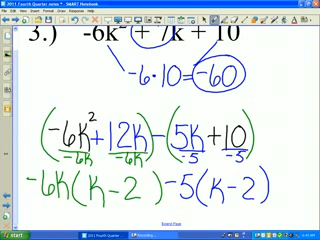 2011 Fourth Quarter notes * - SMART Notebook
File Edit View Insert Format Draw Response Help
3.) -6k² + 7k + 10
-6·10 = -60
(-6k² + 12k) - (5k + 10)
-6k -6k -5 -5
-6k(k-2) -5(k-2)
Extend Page